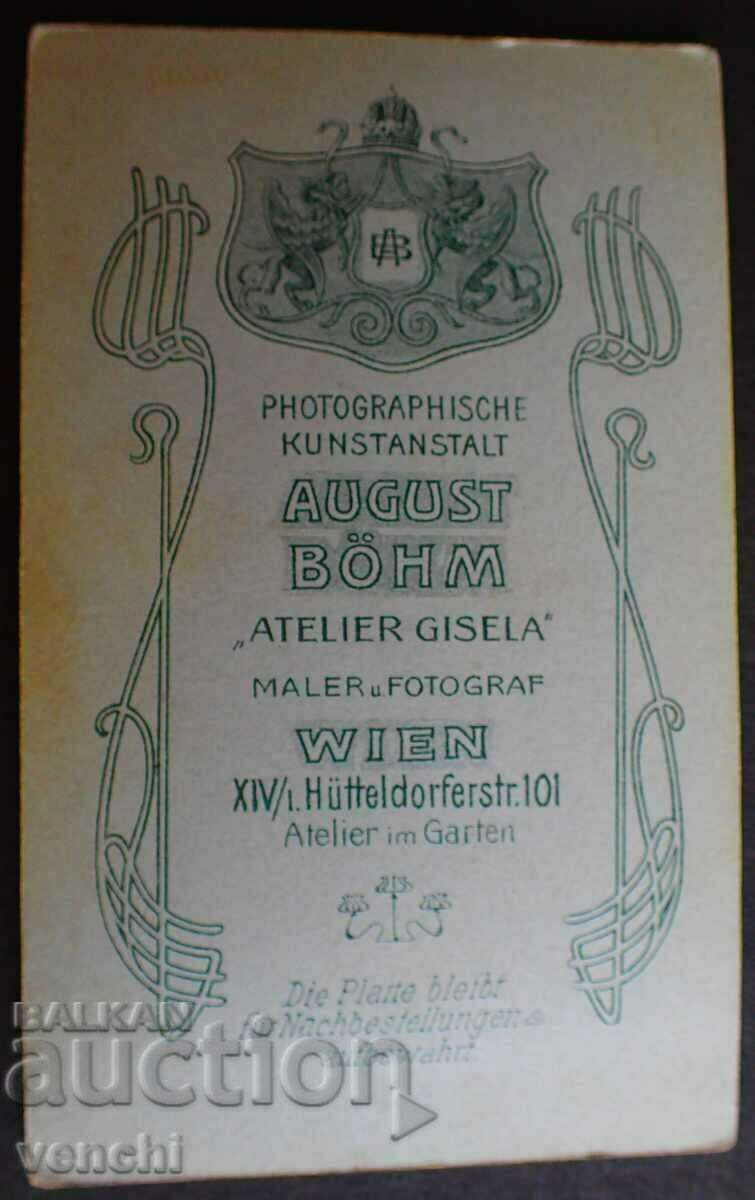 AB
PHOTOGRAPHISCHE
KUNSTANSTALT
AUGUST
BÖHM
„ATELIER GISELA"
MALER u FOTOGRAF
WIEN
XIV/1. Hütteldorferstr. 101
Atelier im Garten
Die Platte bleibt
für Nachbestellungen
aufbewahrt.
BALKAN
auction
venchi